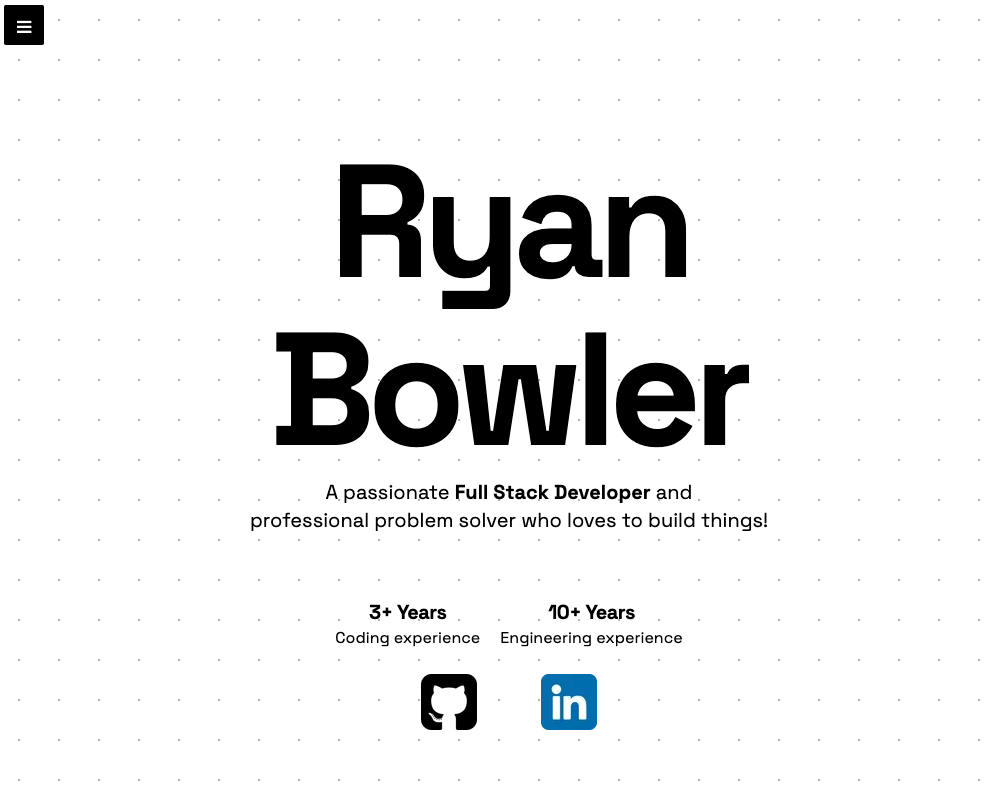 Ryan
Bowler
A passionate Full Stack Developer and
professional problem solver who loves to build things!
3+ Years
Coding experience
10+ Years
Engineering experience
in